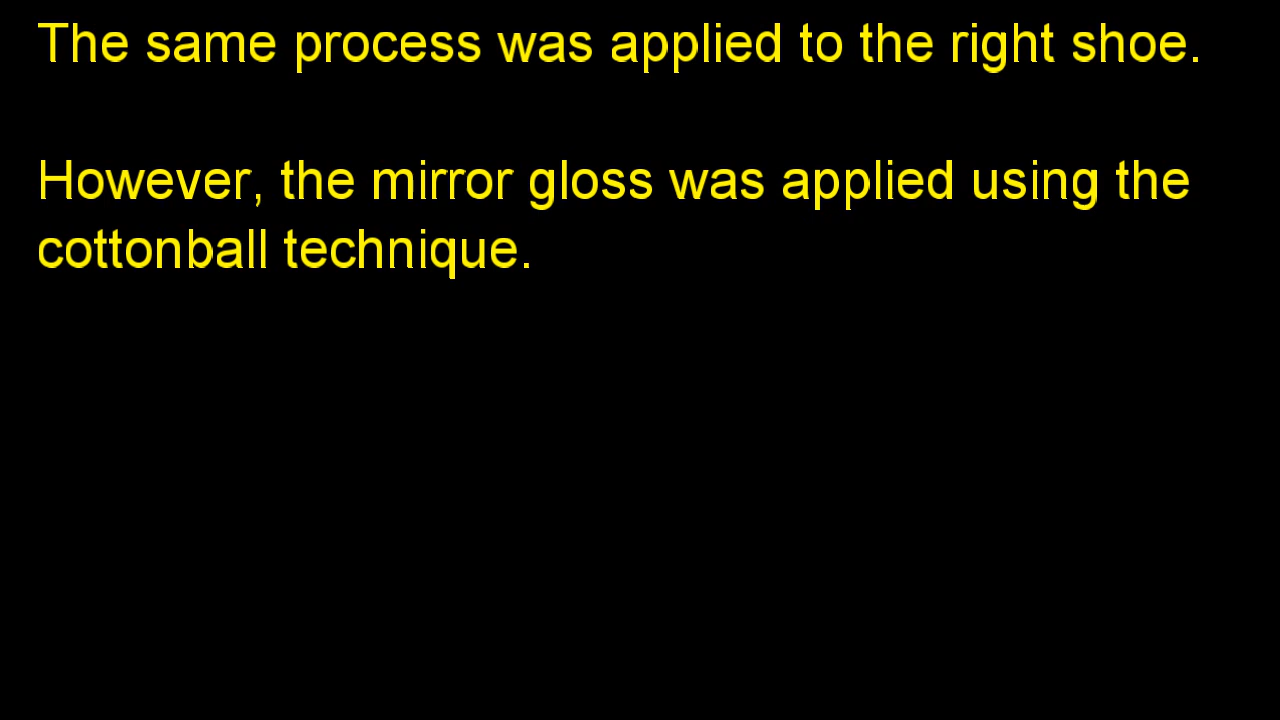 The same process was applied to the right shoe.
However, the mirror gloss was applied using the
cottonball technique.